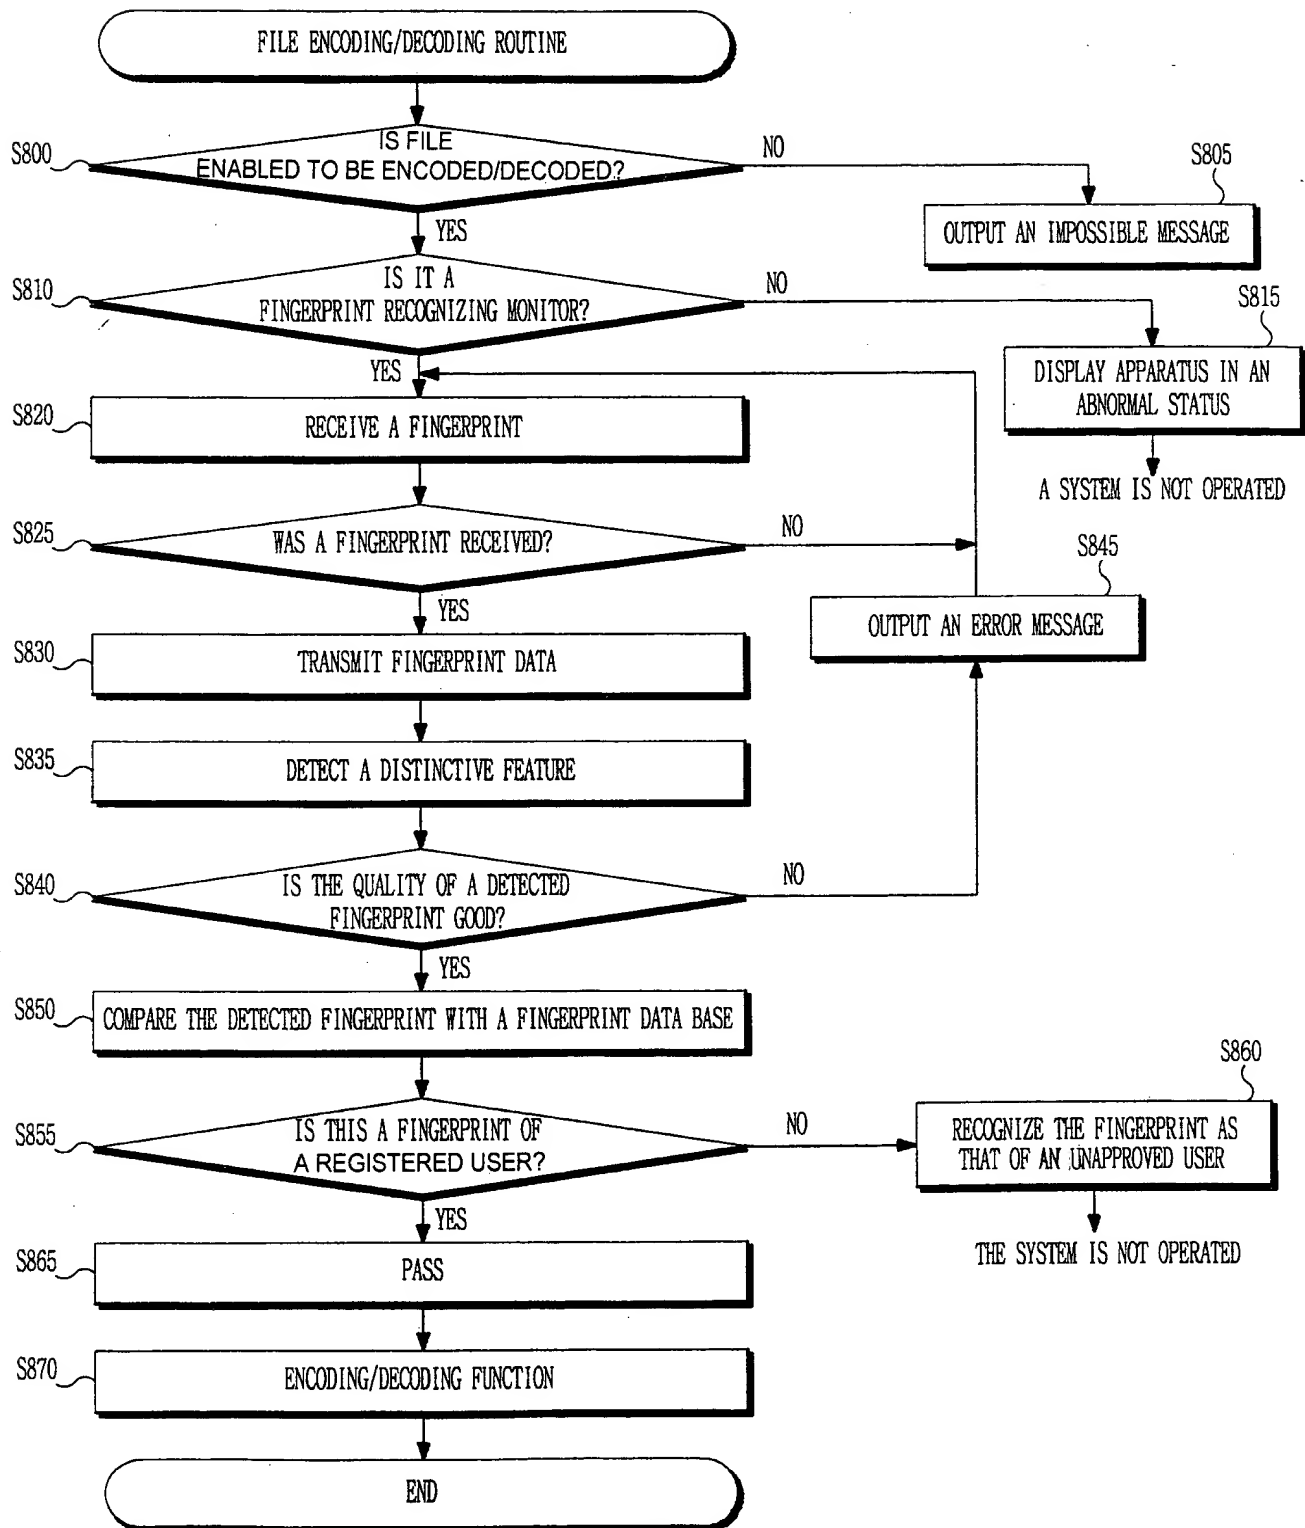 FILE ENCODING/DECODING ROUTINE
S800
IS FILE
ENABLED TO BE ENCODED/DECODED?
NO
S805
OUTPUT AN IMPOSSIBLE MESSAGE
YES
S810
IS IT A
FINGERPRINT RECOGNIZING MONITOR?
NO
S815
DISPLAY APPARATUS IN AN
ABNORMAL STATUS
A SYSTEM IS NOT OPERATED
YES
S820
RECEIVE A FINGERPRINT
S825
WAS A FINGERPRINT RECEIVED?
NO
S845
OUTPUT AN ERROR MESSAGE
YES
S830
TRANSMIT FINGERPRINT DATA
S835
DETECT A DISTINCTIVE FEATURE
S840
IS THE QUALITY OF A DETECTED
FINGERPRINT GOOD?
NO
YES
S850
COMPARE THE DETECTED FINGERPRINT WITH A FINGERPRINT DATA BASE
S855
IS THIS A FINGERPRINT OF
A REGISTERED USER?
NO
S860
RECOGNIZE THE FINGERPRINT AS
THAT OF AN UNAPPROVED USER
THE SYSTEM IS NOT OPERATED
YES
S865
PASS
S870
ENCODING/DECODING FUNCTION
END